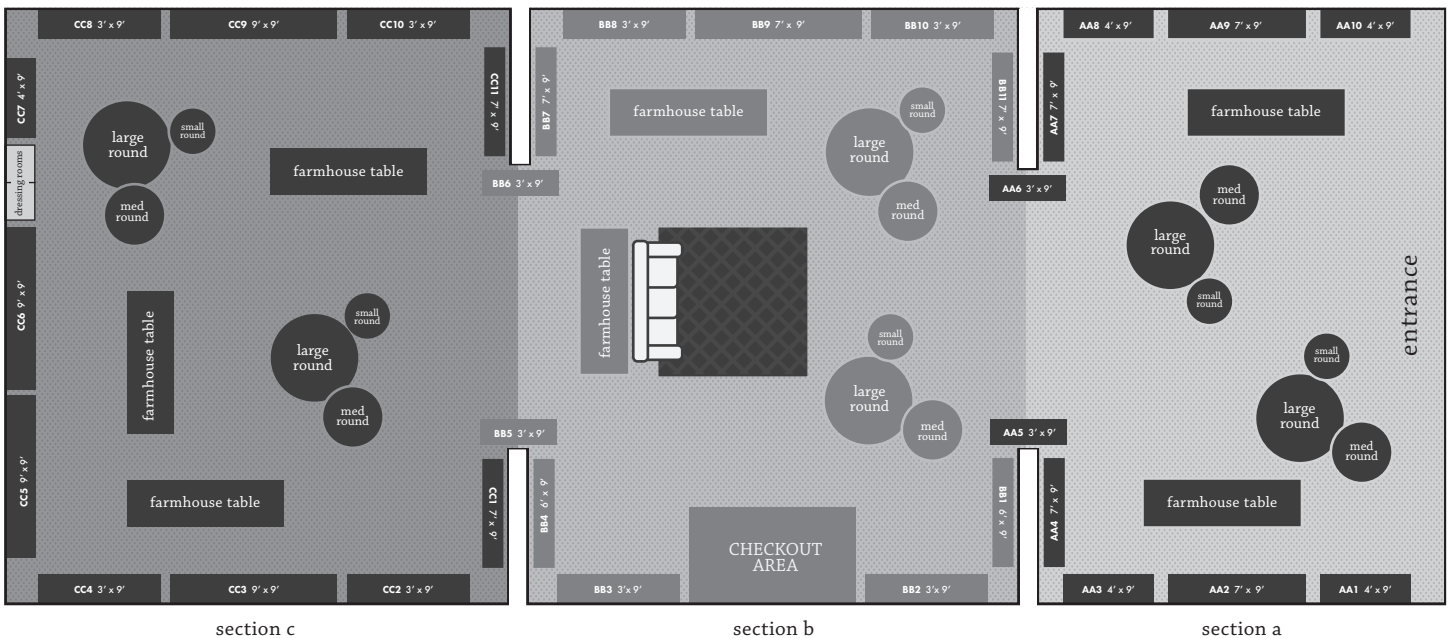 CC8 3' x 9'
CC9 9' x 9'
CC10 3' x 9'
BB8 3' x 9'
BB9 7' x 9'
BB10 3' x 9'
AA8 4' x 9'
AA9 7' x 9'
AA10 4' x 9'
CC7 4' x 9'
CC11 7' x 9'
BB7 7' x 9'
BB11 7' x 9'
AA7 7' x 9'
large
round
small
round
med
round
dressing rooms
farmhouse table
farmhouse table
large
round
small
round
med
round
farmhouse table
BB6 3' x 9'
AA6 3' x 9'
med
round
large
round
small
round
entrance
CC6 9' x 9'
CC5 9' x 9'
farmhouse table
large
round
small
round
med
round
farmhouse table
farmhouse table
small
round
large
round
med
round
small
round
large
round
med
round
farmhouse table
BB5 3' x 9'
AA5 3' x 9'
CC1 7' x 9'
BB4 6' x 9'
BB1 6' x 9'
AA4 7' x 9'
CHECKOUT
AREA
CC4 3' x 9'
CC3 9' x 9'
CC2 3' x 9'
BB3 3'x 9'
BB2 3'x 9'
AA3 4' x 9'
AA2 7' x 9'
AA1 4' x 9'
section c
section b
section a